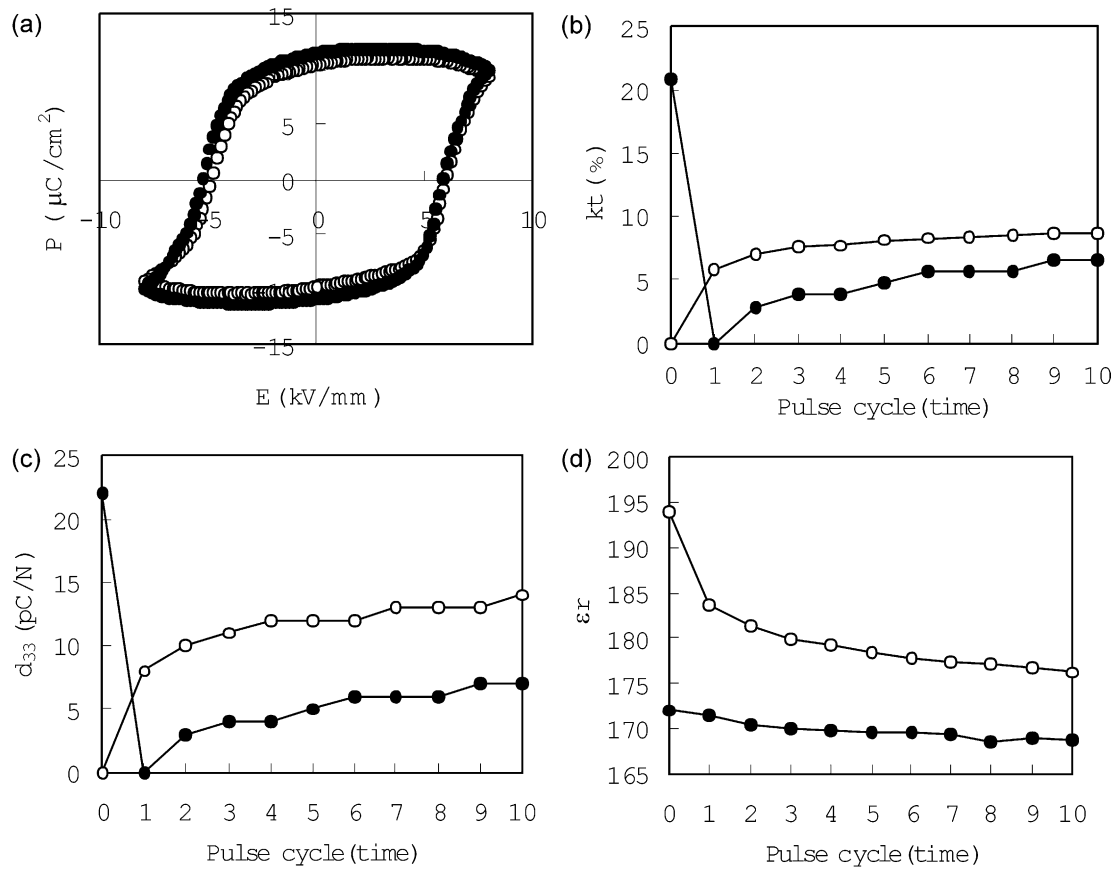 (a)
15
5
0
-10
-5
0
5
10
-5
-15
P (μC/cm²)
E (kV/mm)
(b)
25
20
15
10
5
0
kt (%)
0 1 2 3 4 5 6 7 8 9 10
Pulse cycle(time)
(c)
25
20
15
10
5
0
d₃₃ (pC/N)
0 1 2 3 4 5 6 7 8 9 10
Pulse cycle(time)
(d)
200
195
190
185
180
175
170
165
εr
0 1 2 3 4 5 6 7 8 9 10
Pulse cycle(time)